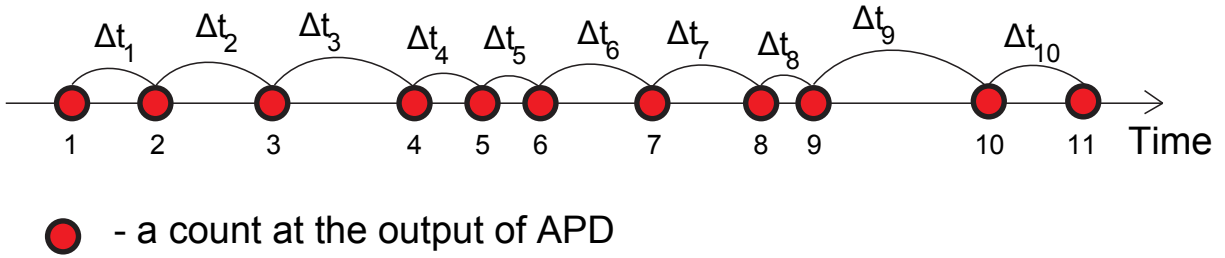 Δt1 Δt2 Δt3 Δt4 Δt5 Δt6 Δt7 Δt8 Δt9 Δt10
1 2 3 4 5 6 7 8 9 10 11 Time
- a count at the output of APD